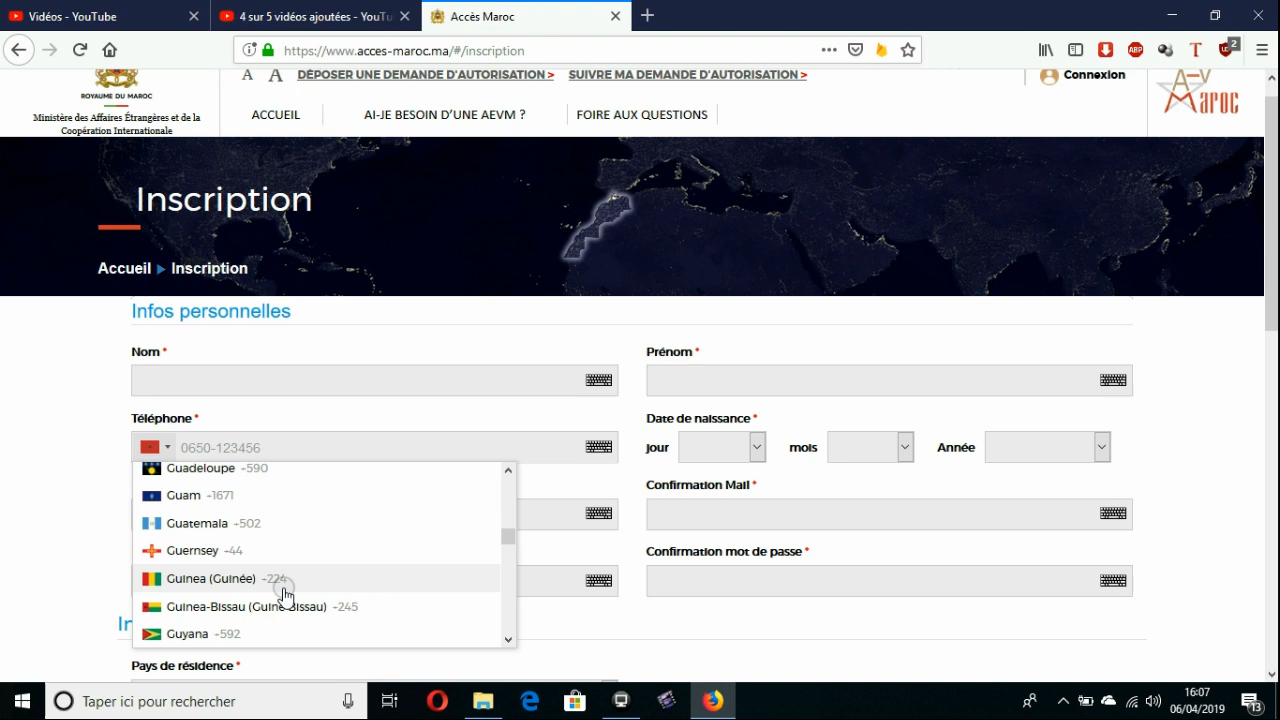 Vidéos - YouTube
4 sur 5 vidéos ajoutées - YouTu
Accès Maroc
https://www.acces-maroc.ma/#/inscription
ABP
T
2
A A DÉPOSER UNE DEMANDE D'AUTORISATION > SUIVRE MA DEMANDE D'AUTORISATION >
Connexion
ROYAUME DU MAROC
Ministère des Affaires Étrangères et de la
Coopération Internationale
ACCUEIL
AI-JE BESOIN D'UNE AEVM ?
FOIRE AUX QUESTIONS
A-V
Maroc
Inscription
Accueil Inscription
Infos personnelles
Nom *
Prénom *
Téléphone *
Date de naissance *
0650-123456
jour
mois
Année
Guadeloupe +590
Guam +1671
Guatemala +502
Guernsey +44
Guinea (Guinée) +224
Guinea-Bissau (Guiné Bissau) +245
Guyana +592
Confirmation Mail *
Confirmation mot de passe *
In
Pays de résidence *
Taper ici pour rechercher
16:07
06/04/2019
13